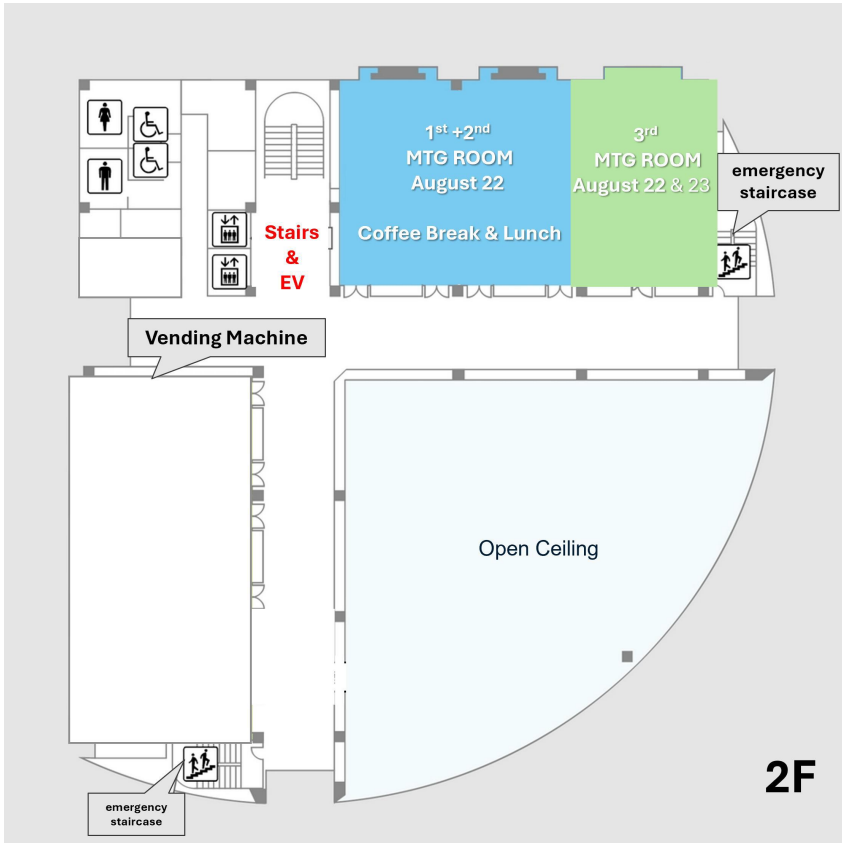 1st +2nd
MTG ROOM
August 22
Coffee Break & Lunch
3rd
MTG ROOM
August 22 & 23
emergency
staircase
Stairs
&
EV
Vending Machine
Open Ceiling
2F
emergency
staircase